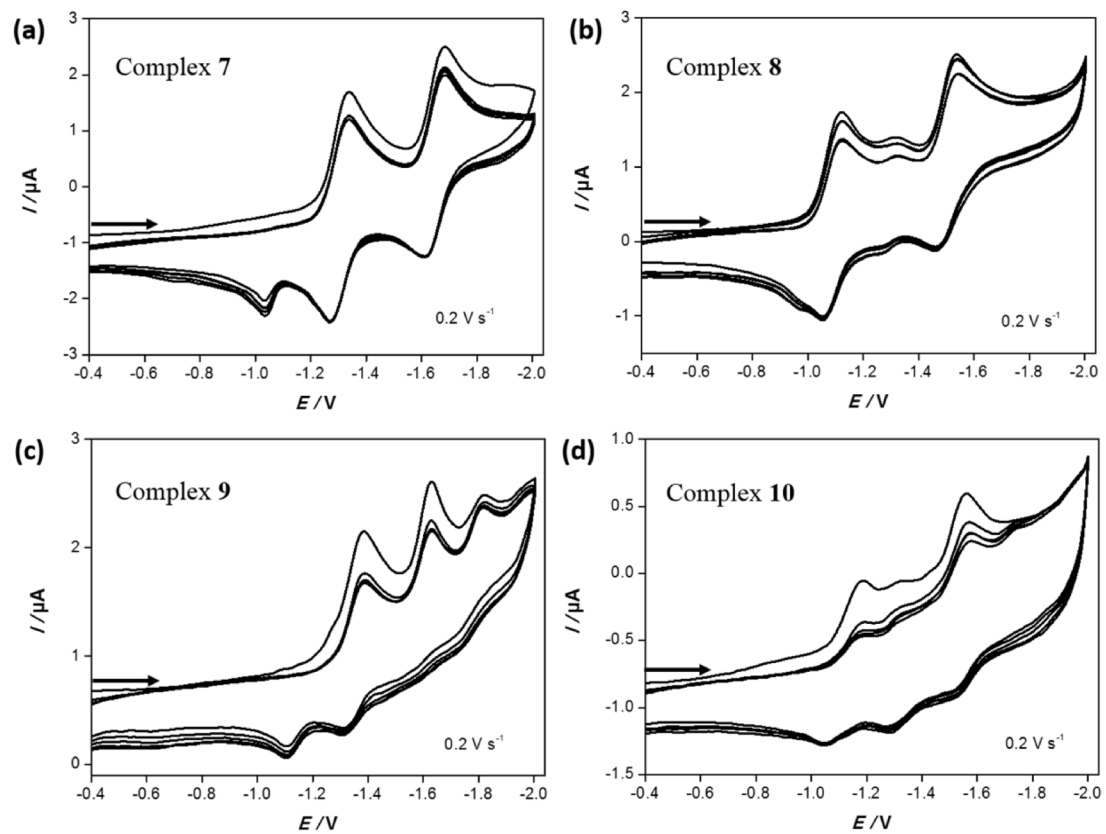 (a)
Complex 7
I /µA
3
2
1
0
-1
-2
-3
0.2 V s-1
-0.4 -0.6 -0.8 -1.0 -1.2 -1.4 -1.6 -1.8 -2.0
E /V
(b)
Complex 8
I /µA
3
2
1
0
-1
0.2 V s-1
-0.4 -0.6 -0.8 -1.0 -1.2 -1.4 -1.6 -1.8 -2.0
E /V
(c)
Complex 9
I /µA
3
2
1
0
0.2 V s-1
-0.4 -0.6 -0.8 -1.0 -1.2 -1.4 -1.6 -1.8 -2.0
E /V
(d)
Complex 10
I /µA
1.0
0.5
0.0
-0.5
-1.0
-1.5
0.2 V s-1
-0.4 -0.6 -0.8 -1.0 -1.2 -1.4 -1.6 -1.8 -2.0
E /V